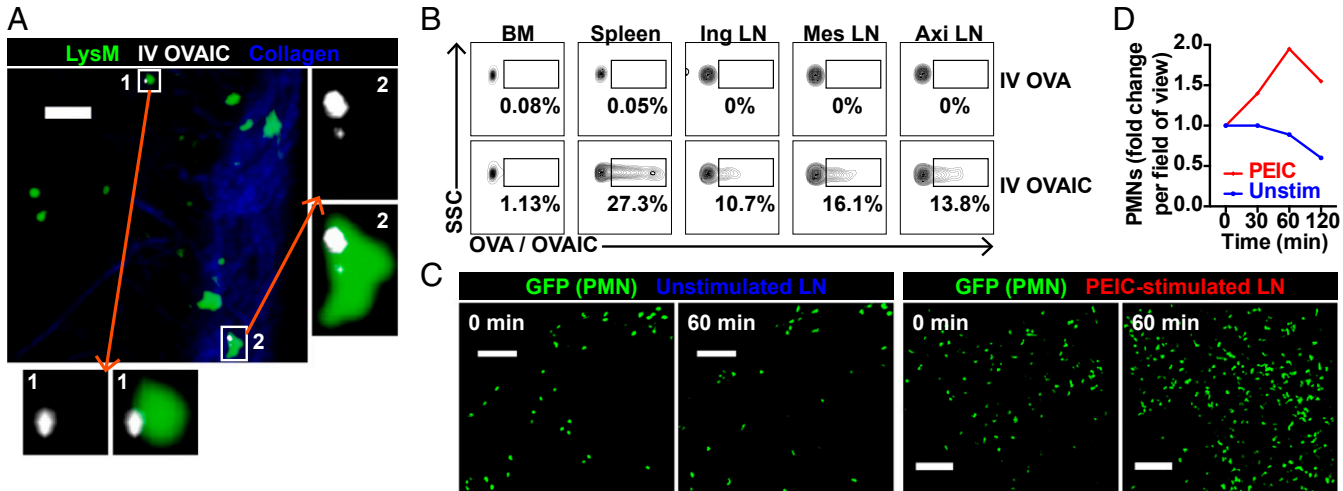 A
LysM IV OVAIC Collagen
1
2
2
2
1
1
B
BM Spleen Ing LN Mes LN Axi LN
IV OVA
0.08% 0.05% 0% 0% 0%
IV OVAIC
1.13% 27.3% 10.7% 16.1% 13.8%
SSC
OVA / OVAIC
C
GFP (PMN) Unstimulated LN
0 min 60 min
GFP (PMN) PEIC-stimulated LN
0 min 60 min
D
PMNs (fold change
per field of view)
2.0
1.5
1.0
0.5
0.0
PEIC
Unstim
0 30 60 120
Time (min)